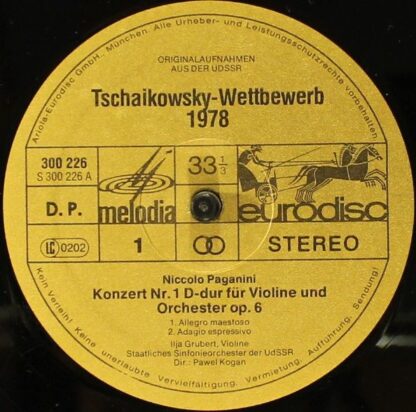 Ariola-Eurodisc GmbH., München. Alle Urheber- und Leistungsschutzrechte vorbehalten.
ORIGINALAUFNAHMEN
AUS DER UDSSR
Tschaikowsky-Wettbewerb
1978
300 226
S 300 226 A
33 1/3
D. P.
melodia
eurodisc
LC 0202
1
STEREO
Niccolo Paganini
Konzert Nr. 1 D-dur für Violine und
Orchester op. 6
1. Allegro maestoso
2. Adagio espressivo
Ilja Grubert, Violine
Staatliches Sinfonieorchester der UdSSR
Dir.: Pawel Kogan
Kein Verleih! Keine unerlaubte Vervielfältigung, Vermietung, Aufführung, Sendung!